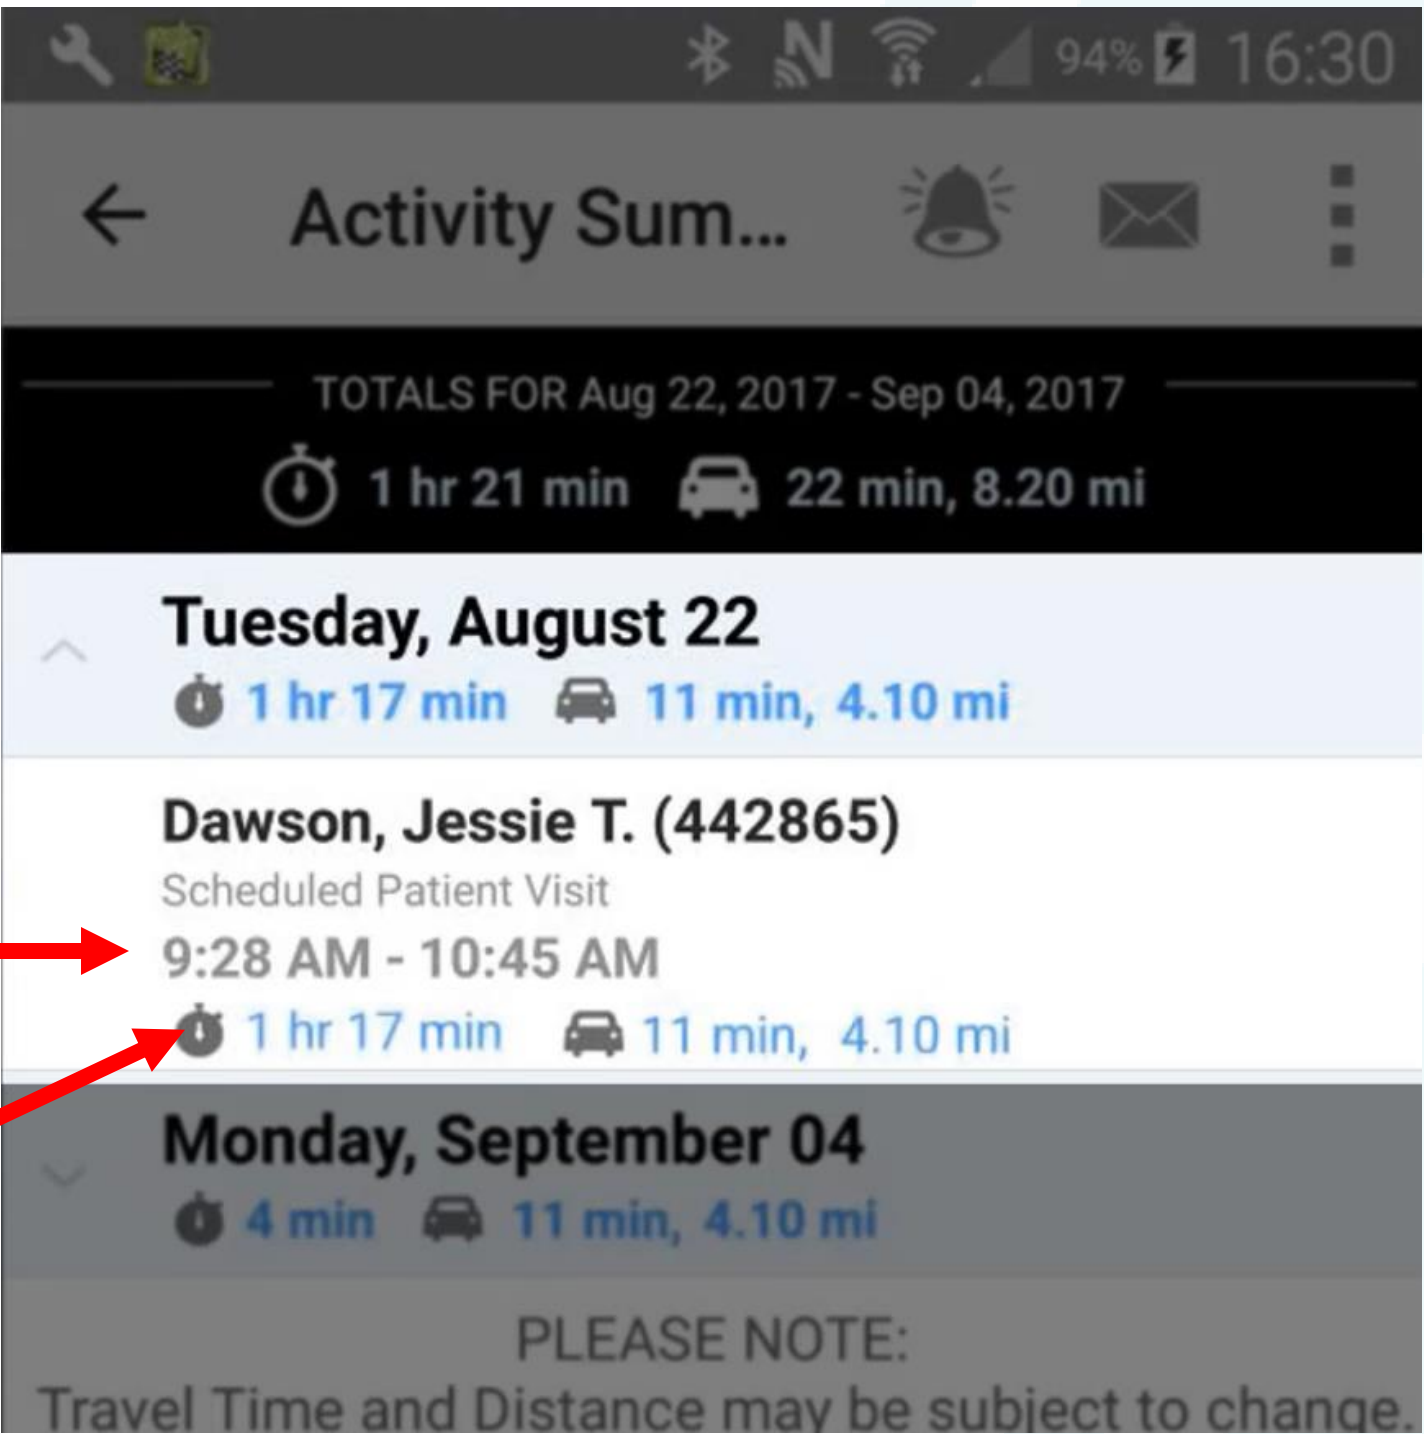 94% 16:30
Activity Sum...
TOTALS FOR Aug 22, 2017 - Sep 04, 2017
1 hr 21 min 22 min, 8.20 mi
Tuesday, August 22
1 hr 17 min 11 min, 4.10 mi
Dawson, Jessie T. (442865)
Scheduled Patient Visit
9:28 AM - 10:45 AM
1 hr 17 min 11 min, 4.10 mi
Monday, September 04
4 min 11 min, 4.10 mi
PLEASE NOTE:
Travel Time and Distance may be subject to change.